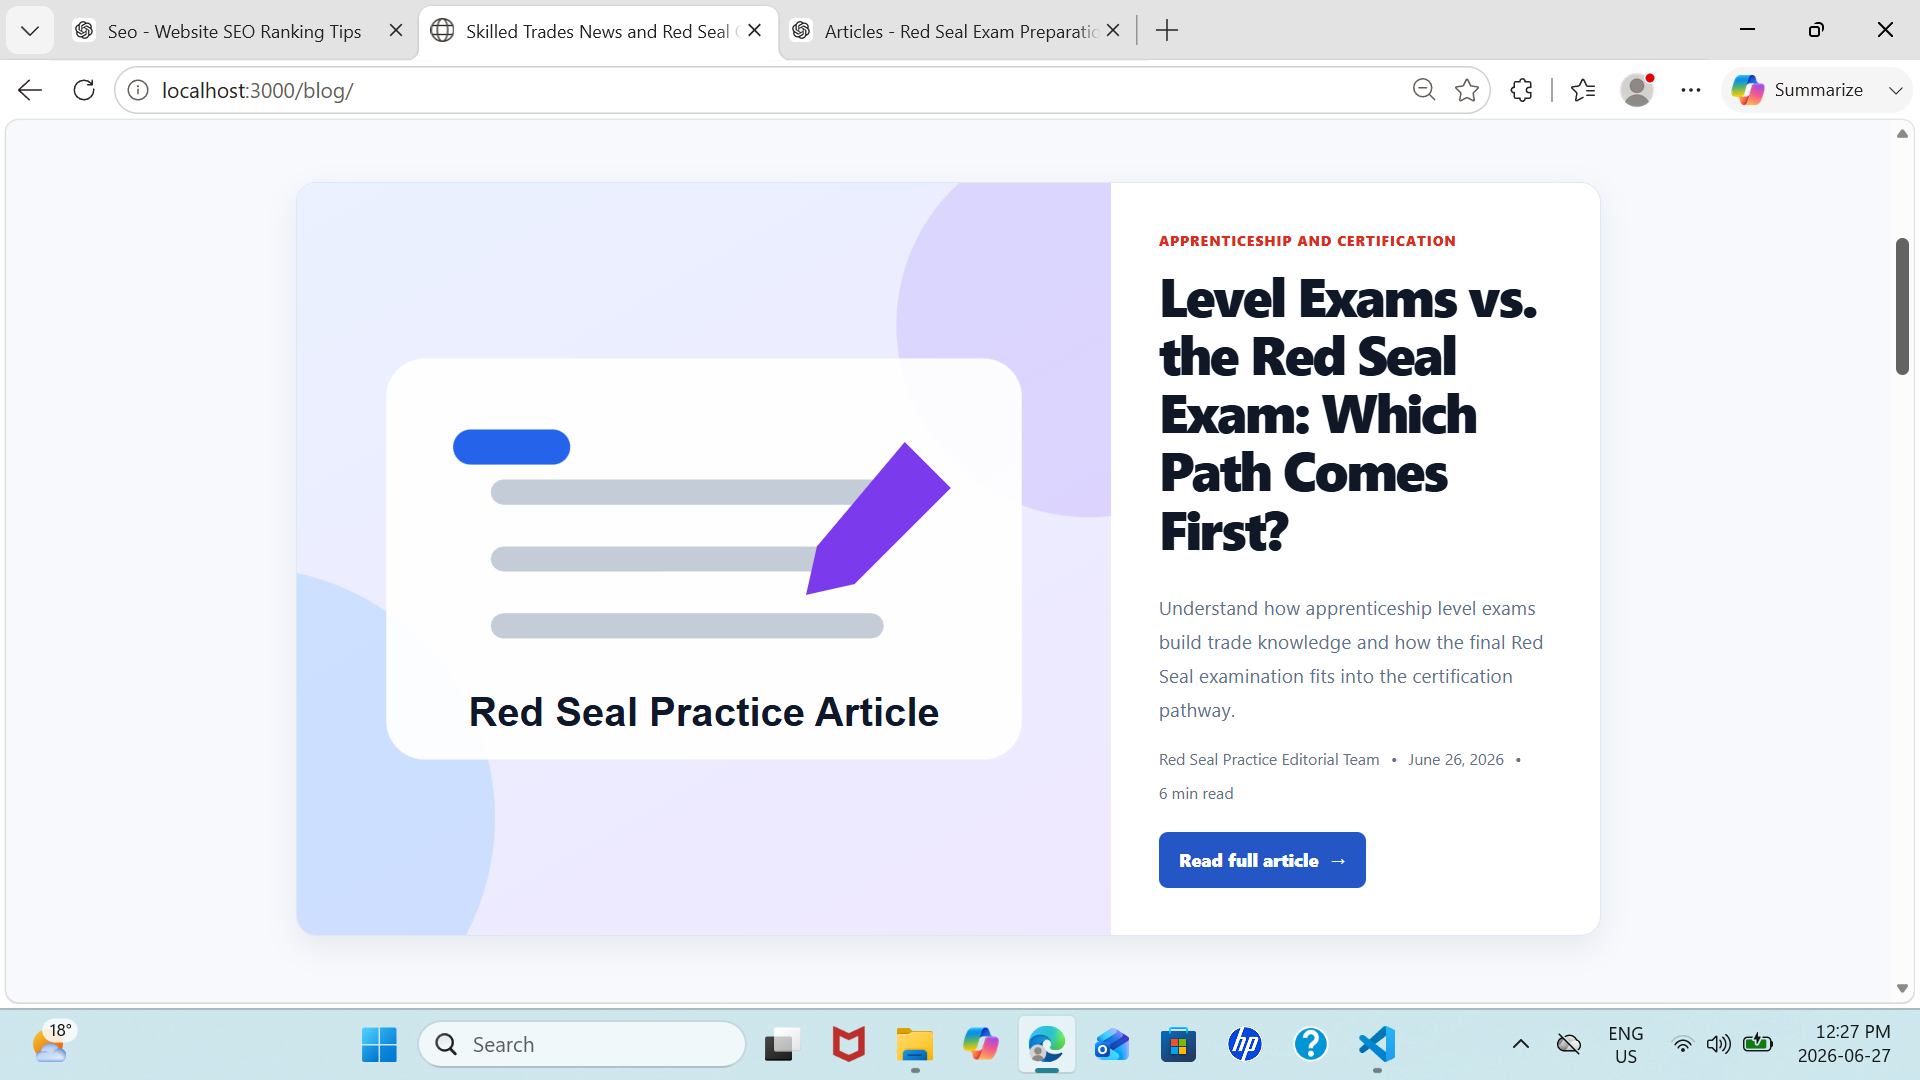 Seo - Website SEO Ranking Tips
Skilled Trades News and Red Seal
Articles - Red Seal Exam Preparatio
localhost:3000/blog/
Summarize
APPRENTICESHIP AND CERTIFICATION
Level Exams vs.
the Red Seal
Exam: Which
Path Comes
First?
Understand how apprenticeship level exams
build trade knowledge and how the final Red
Seal examination fits into the certification
pathway.
Red Seal Practice Editorial Team • June 26, 2026 •
6 min read
Read full article →
Red Seal Practice Article
18°
Search
hp
ENG
US
12:27 PM
2026-06-27